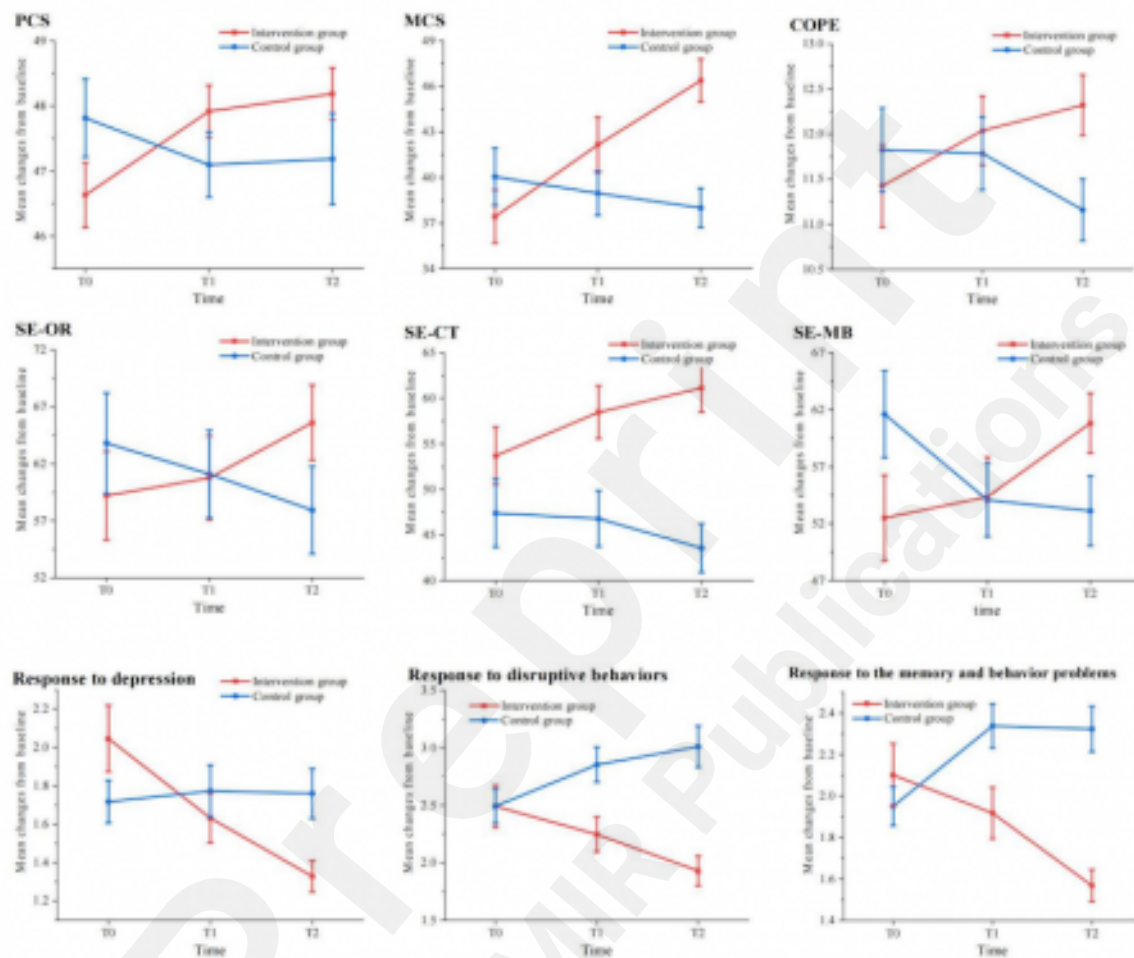 PCS
49
48
47
46
Mean changes from baseline
Intervention group
Control group
T0 T1 T2
Time
MCS
49
46
43
40
37
34
Mean changes from baseline
Intervention group
Control group
T0 T1 T2
Time
COPE
13.0
12.5
12.0
11.5
11.0
10.5
Mean changes from baseline
Intervention group
Control group
T0 T1 T2
Time
SE-OR
72
67
62
57
52
Mean changes from baseline
Intervention group
Control group
T0 T1 T2
Time
SE-CT
65
60
55
50
45
40
Mean changes from baseline
Intervention group
Control group
T0 T1 T2
Time
SE-MB
67
62
57
52
47
Mean changes from baseline
Intervention group
Control group
T0 T1 T2
time
Response to depression
2.2
2.0
1.8
1.6
1.4
1.2
Mean changes from baseline
Intervention group
Control group
T0 T1 T2
Time
Response to disruptive behaviors
3.5
3.0
2.5
2.0
1.5
Mean changes from baseline
Intervention group
Control group
T0 T1 T2
Time
Response to the memory and behavior problems
2.4
2.2
2.0
1.8
1.6
1.4
Mean changes from baseline
Intervention group
Control group
T0 T1 T2
Time
Preprint
JMIR Publications